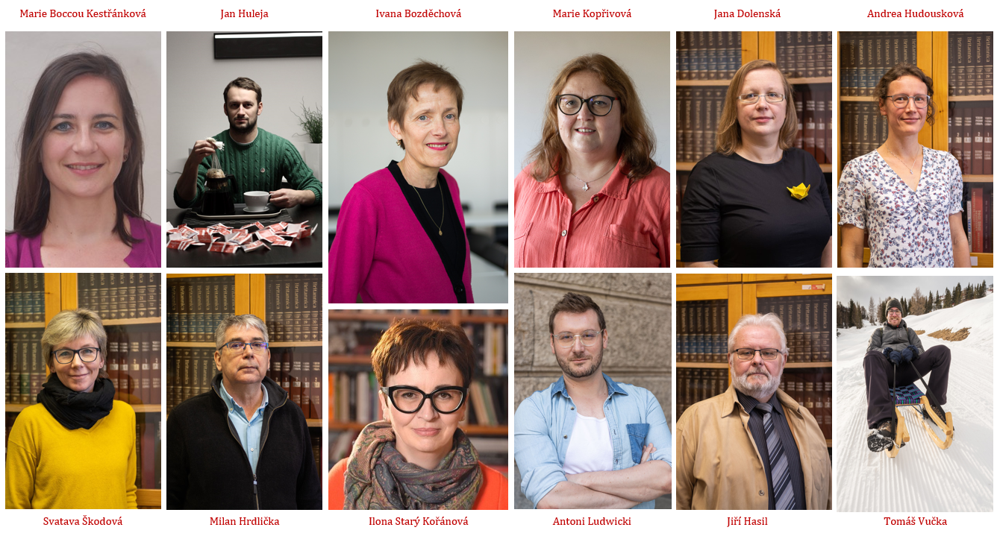 Marie Boccou Kestřánková
Jan Huleja
Ivana Bozděchová
Marie Kopřivová
Jana Dolenská
Andrea Hudousková
Svatava Škodová
Milan Hrdlička
Ilona Starý Kořánová
Antoni Ludwicki
Jiří Hasil
Tomáš Vučka